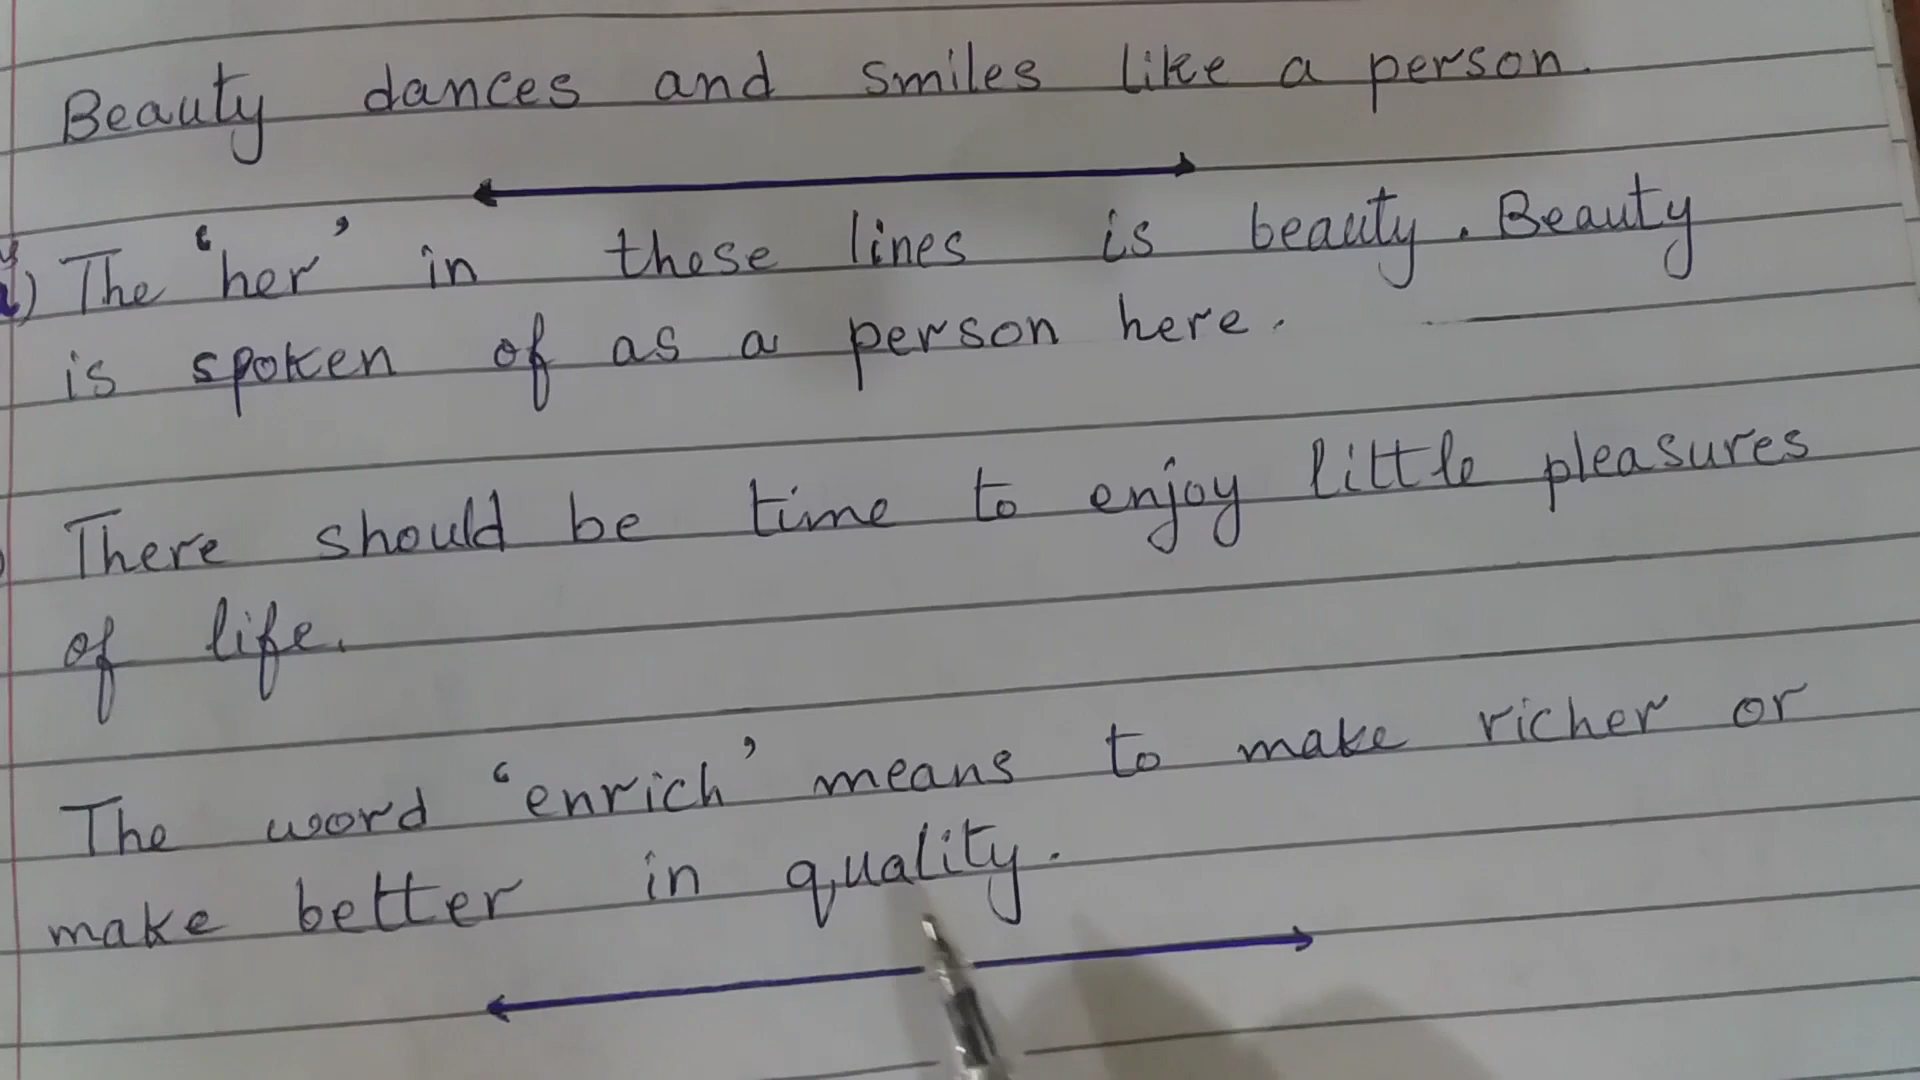 Beauty dances and smiles like a person.
) The 'her' in these lines is beauty. Beauty
is spoken of as a person here.
There should be time to enjoy little pleasures
of life.
The word 'enrich' means to make richer or
make better in quality.